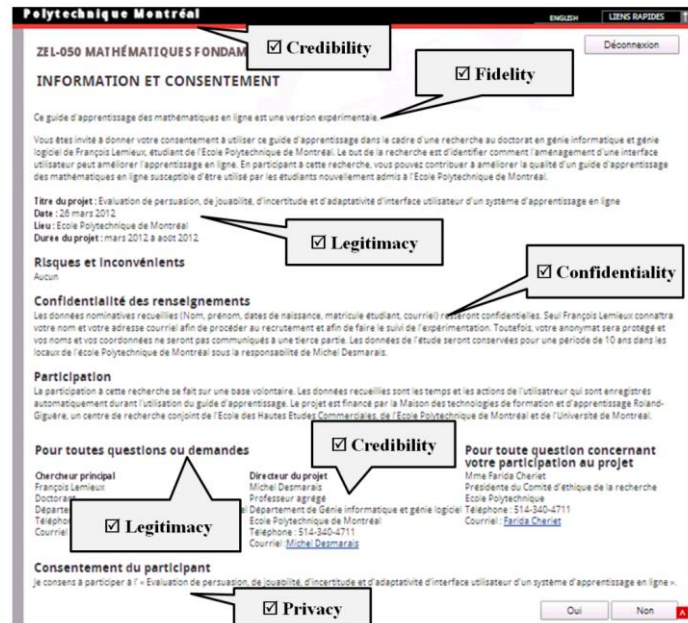 Polytechnique Montréal
ENGLISH LIENS RAPIDES
ZEL-050 MATHÉMATIQUES FONDAM
☑ Credibility
Déconnexion
INFORMATION ET CONSENTEMENT
☑ Fidelity
Ce guide d'apprentissage des mathématiques en ligne est une version expérimentale.
Vous êtes invité à donner votre consentement à utiliser ce guide d'apprentissage dans le cadre d'une recherche au doctorat en génie informatique et génie
logiciel de François Lemieux, étudiant de l'Ecole Polytechnique de Montréal. Le but de la recherche est d'identifier comment l'aménagement d'une interface
utilisateur peut améliorer l'apprentissage en ligne. En participant à cette recherche, vous pouvez contribuer à améliorer la qualité d'un guide d'apprentissage
des mathématiques en ligne susceptible d'être utilisé par les étudiants nouvellement admis à l'Ecole Polytechnique de Montréal.
Titre du projet : Evaluation de persuasion, de jouabilité, d'incertitude et d'adaptativité d'interface utilisateur d'un système d'apprentissage en ligne
Date : 26 mars 2012
Lieu : Ecole Polytechnique de Montréal
Durée du projet : mars 2012 à août 2012
☑ Legitimacy
Risques et inconvénients
Aucun
☑ Confidentiality
Confidentialité des renseignements
Les données nominatives recueillies (Nom, prénom, dates de naissance, matricule étudiant, courriel) resteront confidentielles. Seul François Lemieux connaîtra
votre nom et votre adresse courriel afin de procéder au recrutement et afin de faire le suivi de l'expérimentation. Toutefois, votre anonymat sera protégé et
vos noms et vos coordonnées ne seront pas communiqués à une tierce partie. Les données de l'étude seront conservées pour une période de 10 ans dans les
locaux de l'école Polytechnique de Montréal sous la responsabilité de Michel Desmarais.
Participation
La participation à cette recherche se fait sur une base volontaire. Les données recueillies sont les temps et les actions de l'utilisateur qui sont enregistrés
automatiquement durant l'utilisation du guide d'apprentissage. Le projet est financé par la Maison des technologies de formation et d'apprentissage Roland-
Giguère, un centre de recherche conjoint de l'Ecole des Hautes Etudes Commerciales, de l'Ecole Polytechnique de Montréal et de l'Université de Montréal.
☑ Credibility
Pour toutes questions ou demandes
Chercheur principal
François Lemieux
Doctorant
Départe
Téléphon
Courriel
☑ Legitimacy
Directeur du projet
Michel Desmarais
Professeur agrégé
Département de Génie informatique et génie logiciel
Ecole Polytechnique de Montréal
Téléphone : 514-340-4711
Courriel : Michel Desmarais
Pour toute question concernant
votre participation au projet
Mme Farida Cheriet
Présidente du Comité d'éthique de la recherche
Ecole Polytechnique
Téléphone : 514-340-4711
Courriel : Farida Cheriet
Consentement du participant
Je consens à participer à l' « Evaluation de persuasion, de jouabilité, d'incertitude et d'adaptativité d'interface utilisateur d'un système d'apprentissage en ligne ».
☑ Privacy
Oui Non